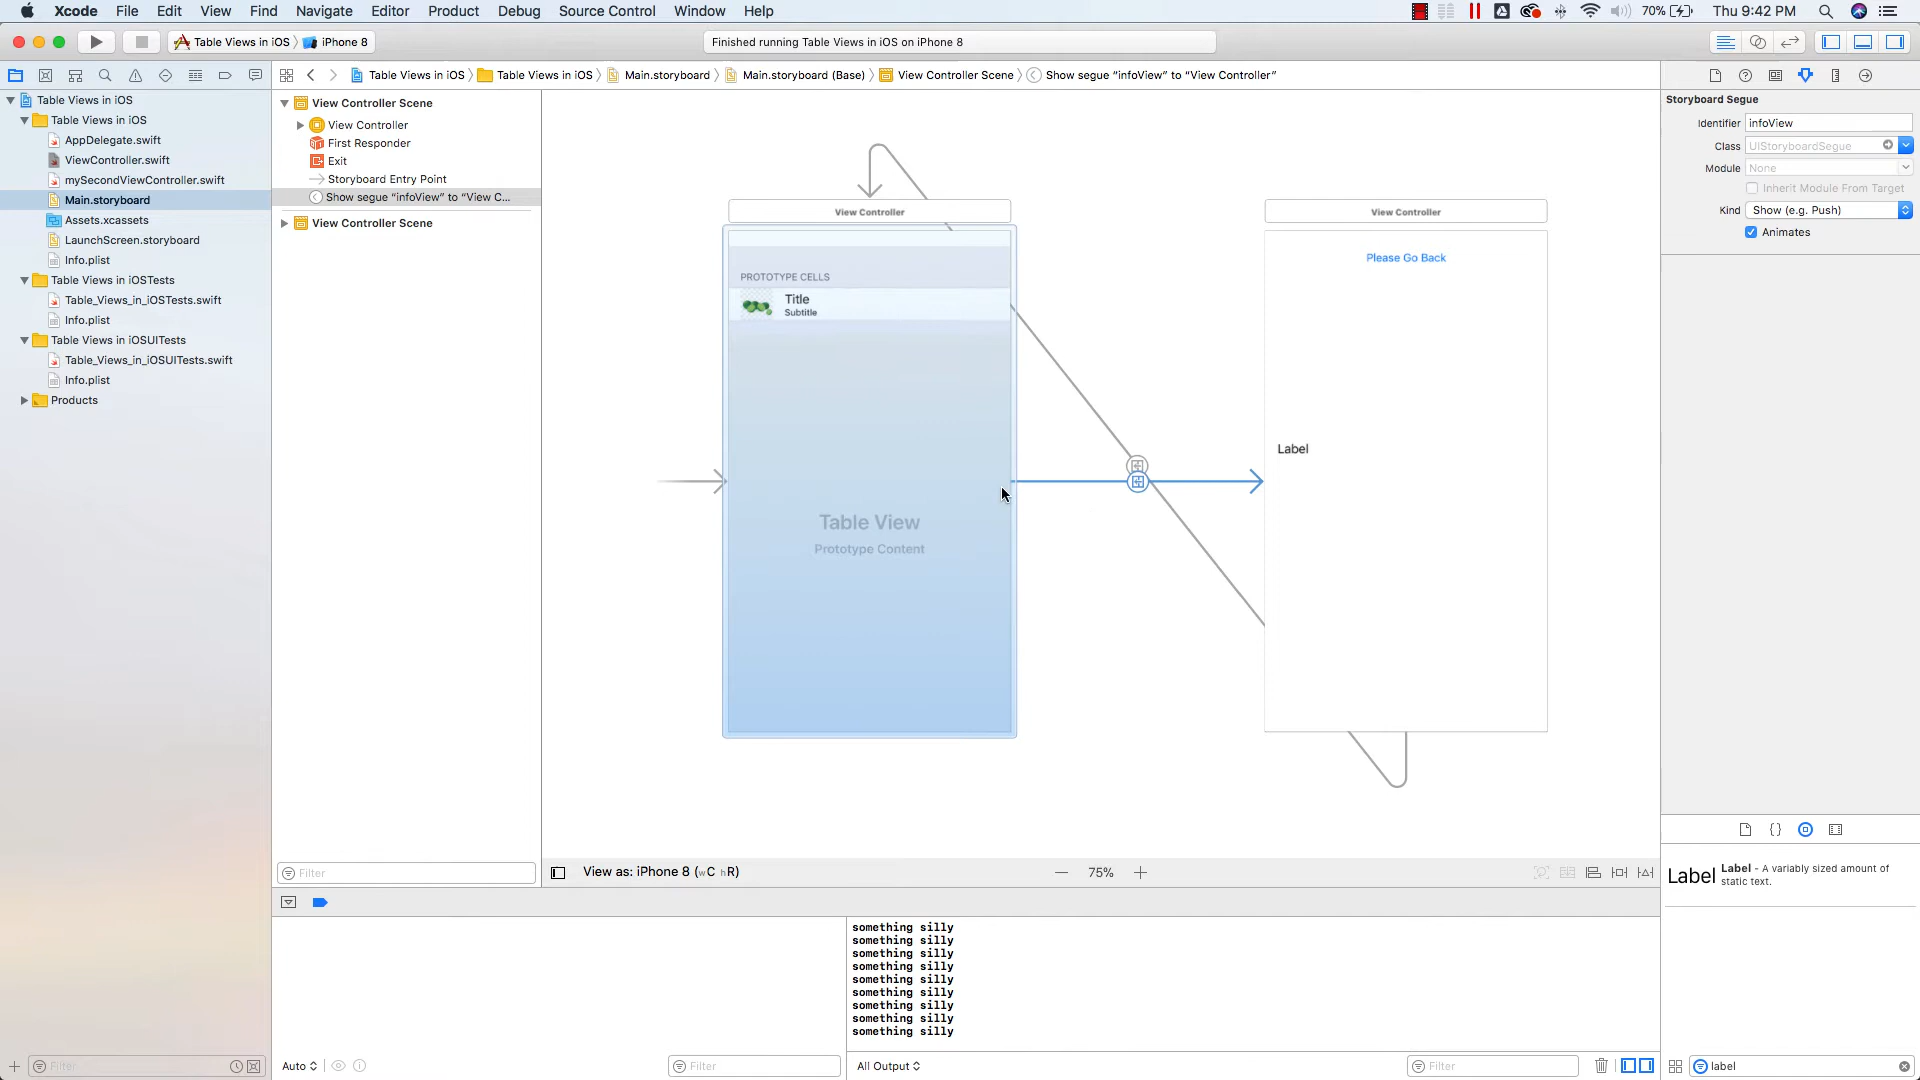 Xcode File Edit View Find Navigate Editor Product Debug Source Control Window Help
70% Thu 9:42 PM
Table Views in iOS iPhone 8
Finished running Table Views in iOS on iPhone 8
Table Views in iOS Table Views in iOS Main.storyboard Main.storyboard (Base) View Controller Scene Show segue "infoView" to "View Controller"
Table Views in iOS
Table Views in iOS
AppDelegate.swift
ViewController.swift
mySecondViewController.swift
Main.storyboard
Assets.xcassets
LaunchScreen.storyboard
Info.plist
Table Views in iOSTests
Table_Views_in_iOSTests.swift
Info.plist
Table Views in iOSUITests
Table_Views_in_iOSUITests.swift
Info.plist
Products
Filter
View Controller Scene
View Controller
First Responder
Exit
Storyboard Entry Point
Show segue "infoView" to "View C...
View Controller Scene
Filter
View Controller
PROTOTYPE CELLS
Title
Subtitle
Table View
Prototype Content
View Controller
Please Go Back
Label
View as: iPhone 8 (wC hR)
75%
Storyboard Segue
Identifier infoView
Class UIStoryboardSegue
Module None
Inherit Module From Target
Kind Show (e.g. Push)
Animates
Label Label - A variably sized amount of
static text.
label
something silly
something silly
something silly
something silly
something silly
something silly
something silly
something silly
something silly
Auto
Filter
All Output
Filter